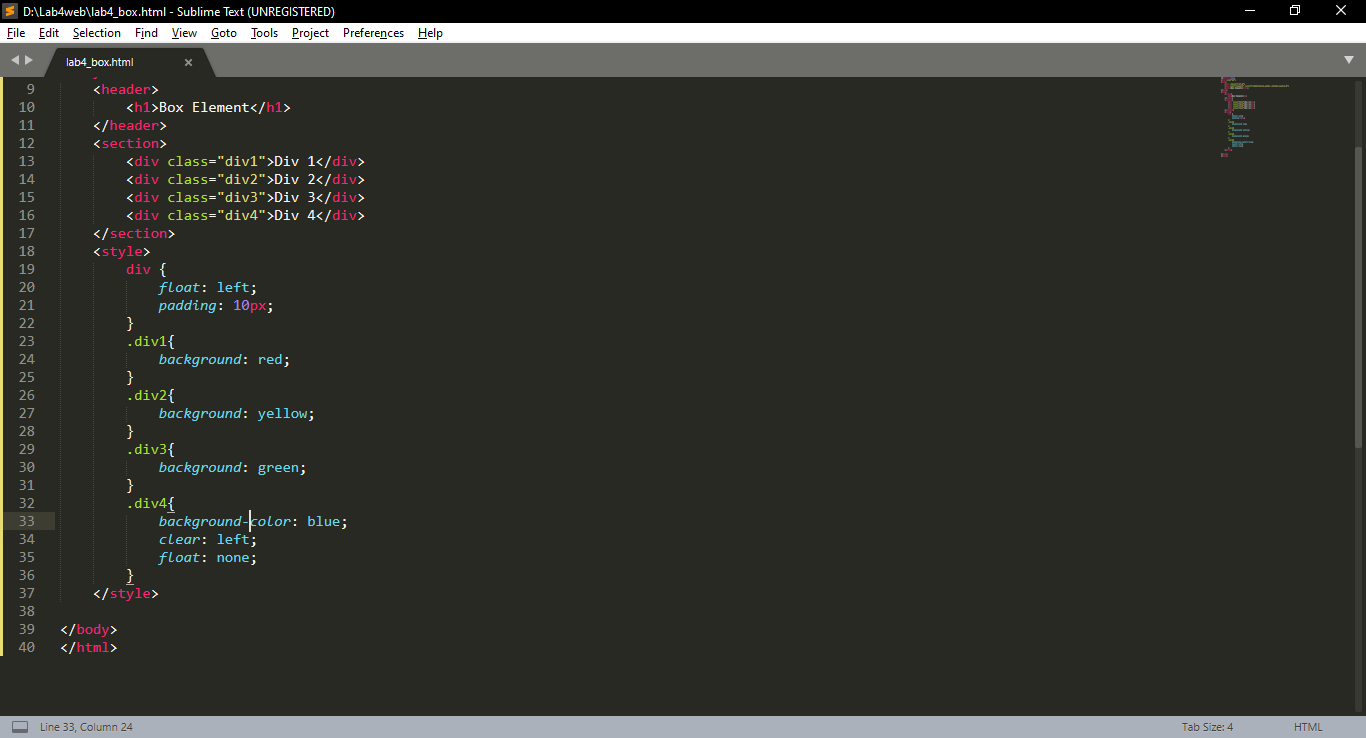 D:\Lab4web\lab4_box.html - Sublime Text (UNREGISTERED)
File Edit Selection Find View Goto Tools Project Preferences Help
lab4_box.html
9 <header>
10 <h1>Box Element</h1>
11 </header>
12 <section>
13 <div class="div1">Div 1</div>
14 <div class="div2">Div 2</div>
15 <div class="div3">Div 3</div>
16 <div class="div4">Div 4</div>
17 </section>
18 <style>
19 div {
20 float: left;
21 padding: 10px;
22 }
23 .div1{
24 background: red;
25 }
26 .div2{
27 background: yellow;
28 }
29 .div3{
30 background: green;
31 }
32 .div4{
33 background-color: blue;
34 clear: left;
35 float: none;
36 }
37 </style>
38
39 </body>
40 </html>
Line 33, Column 24 Tab Size: 4 HTML